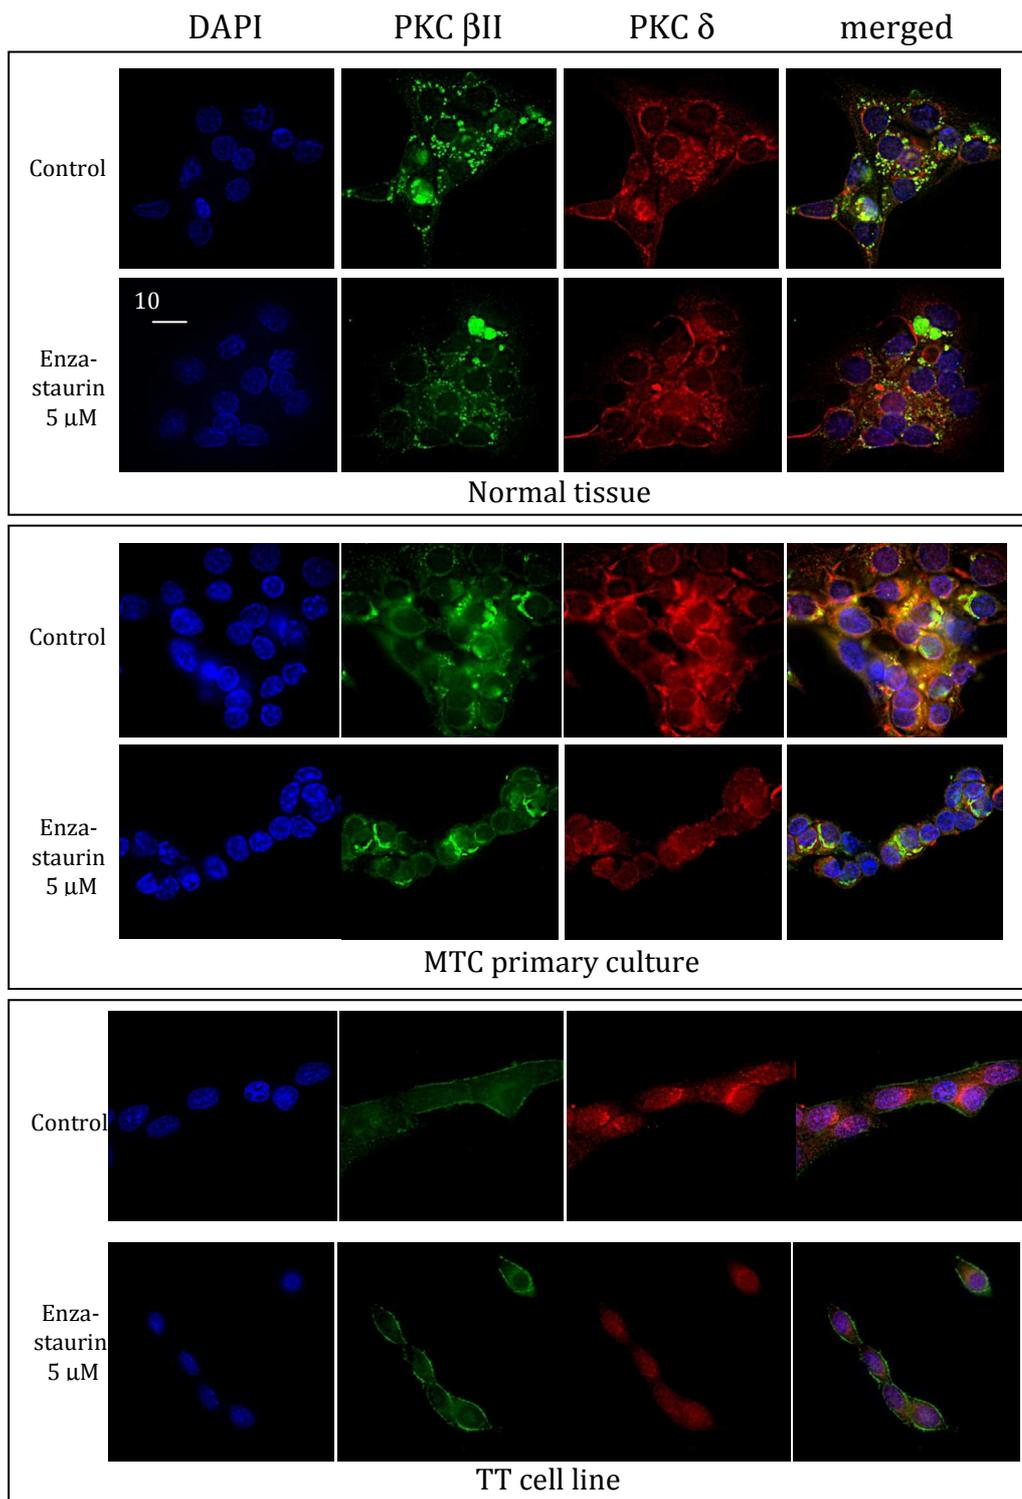 DAPI PKC βII PKC δ merged
Control
10
Enza-
staurin
5 μM
Normal tissue
Control
Enza-
staurin
5 μM
MTC primary culture
Control
Enza-
staurin
5 μM
TT cell line